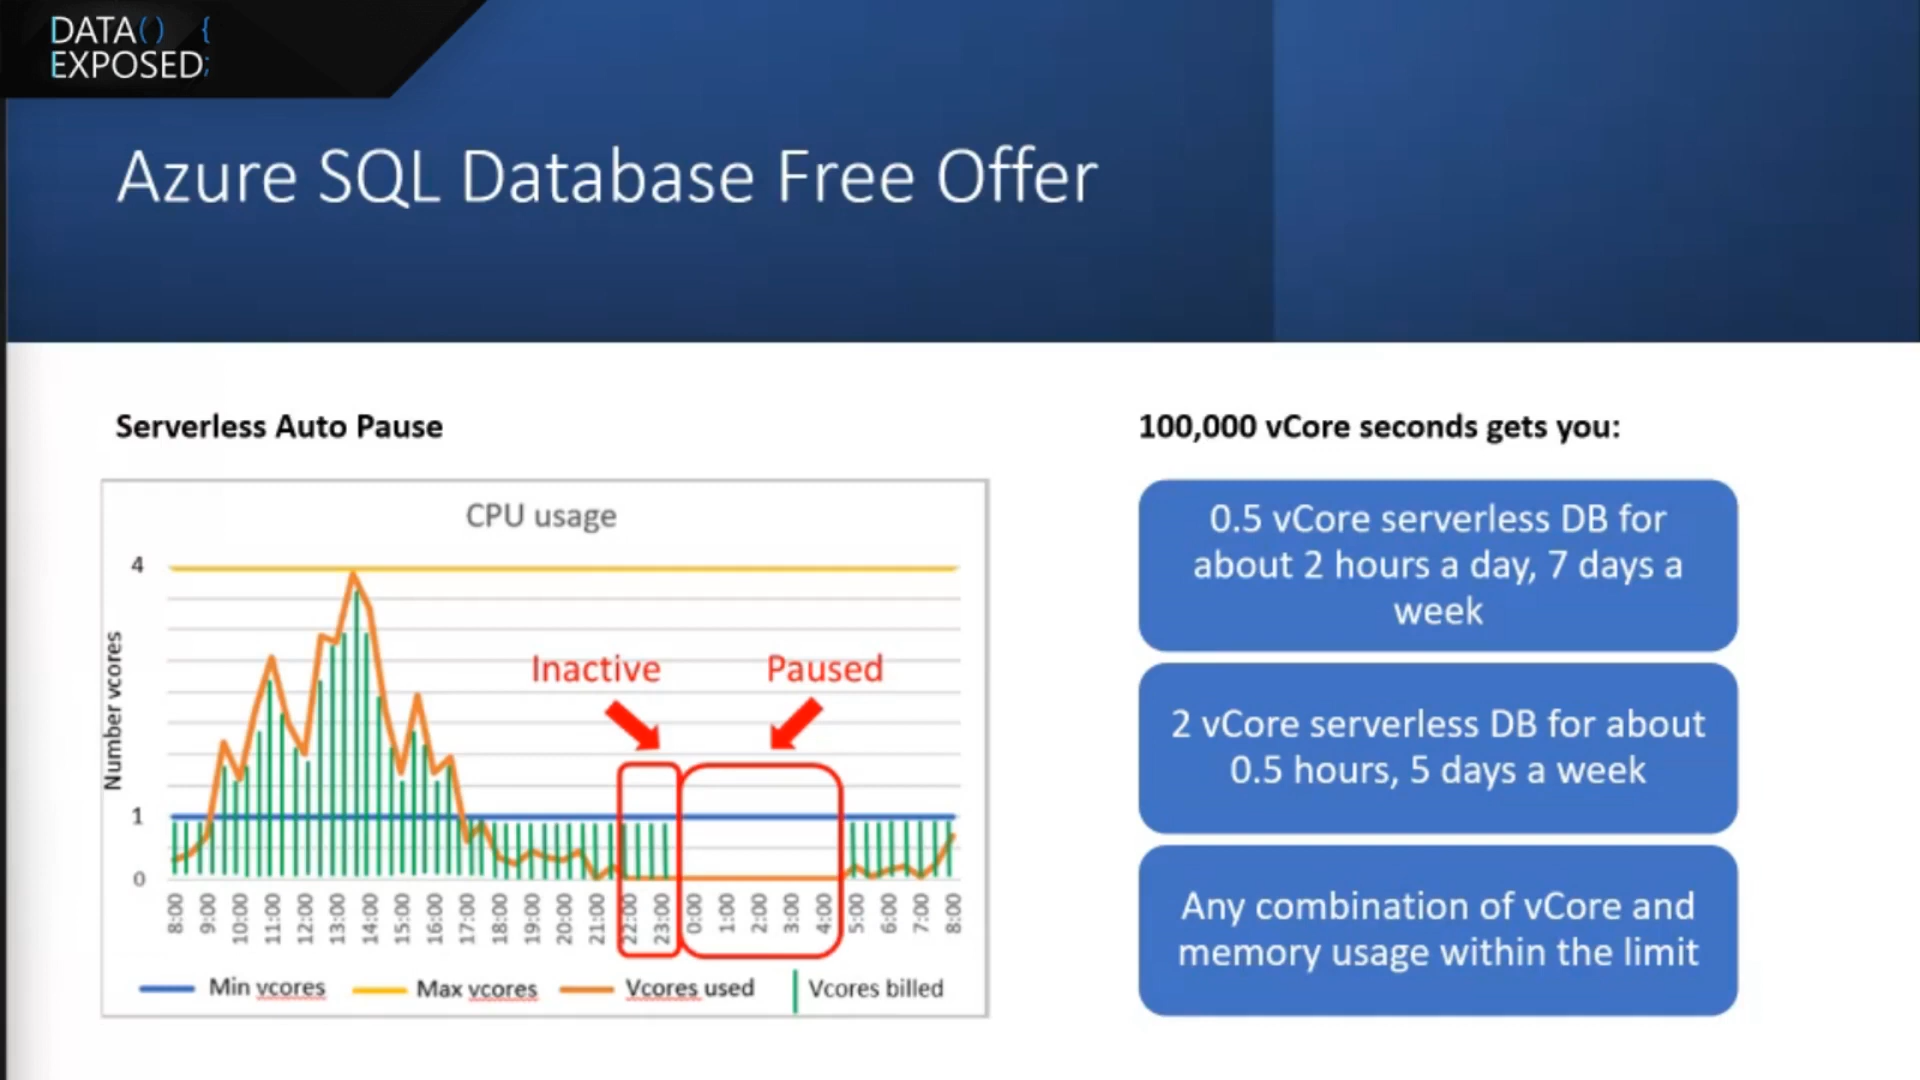 DATA() {
EXPOSED;
Azure SQL Database Free Offer
Serverless Auto Pause
CPU usage
Number vcores
4
1
0
Inactive
Paused
8:00 9:00 10:00 11:00 12:00 13:00 14:00 15:00 16:00 17:00 18:00 19:00 20:00 21:00 22:00 23:00 0:00 1:00 2:00 3:00 4:00 5:00 6:00 7:00 8:00
Min vcores Max vcores Vcores used Vcores billed
100,000 vCore seconds gets you:
0.5 vCore serverless DB for
about 2 hours a day, 7 days a
week
2 vCore serverless DB for about
0.5 hours, 5 days a week
Any combination of vCore and
memory usage within the limit